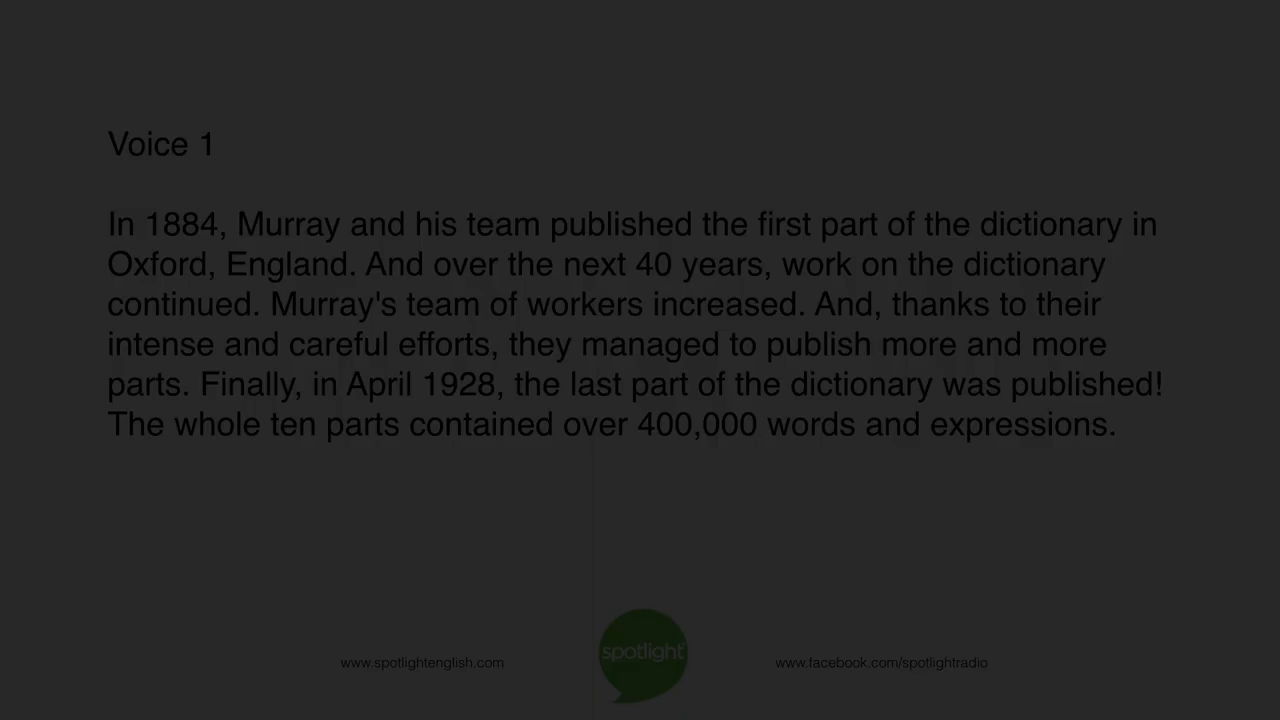 Voice 1
In 1884, Murray and his team published the first part of the dictionary in
Oxford, England. And over the next 40 years, work on the dictionary
continued. Murray's team of workers increased. And, thanks to their
intense and careful efforts, they managed to publish more and more
parts. Finally, in April 1928, the last part of the dictionary was published!
The whole ten parts contained over 400,000 words and expressions.
spotlight
www.spotlightenglish.com
www.facebook.com/spotlightradio